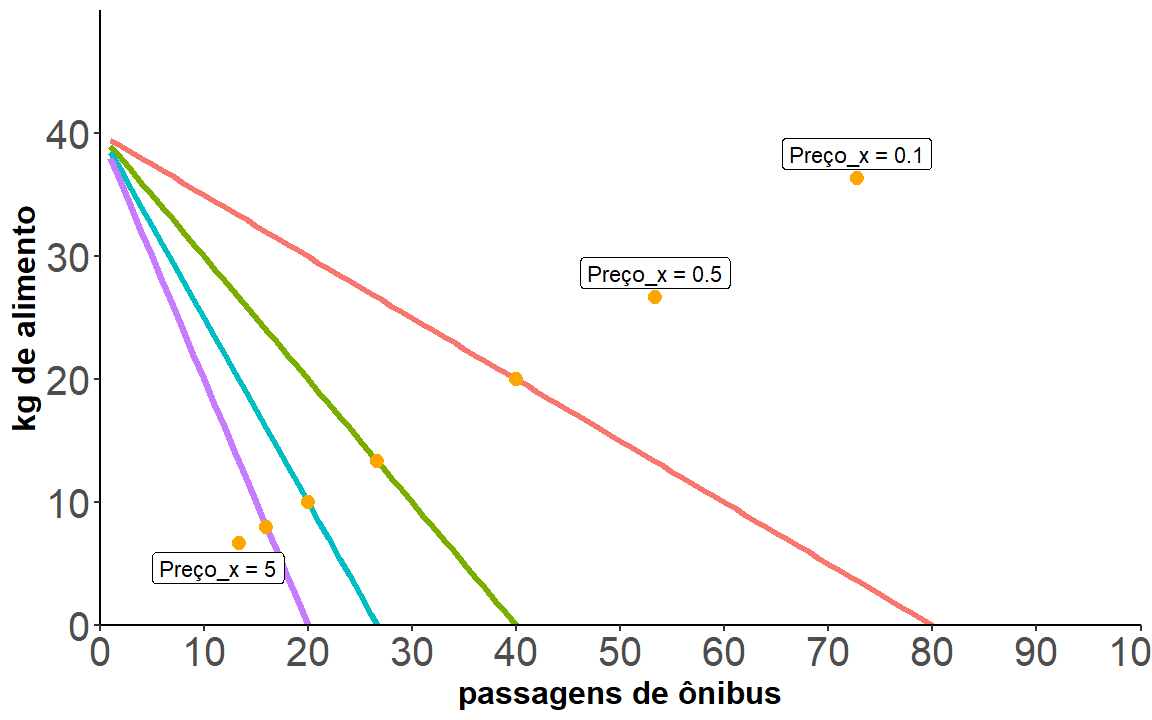 kg de alimento
40
30
20
10
0
Preço_x = 0.1
Preço_x = 0.5
Preço_x = 5
0 10 20 30 40 50 60 70 80 90 10
passagens de ônibus